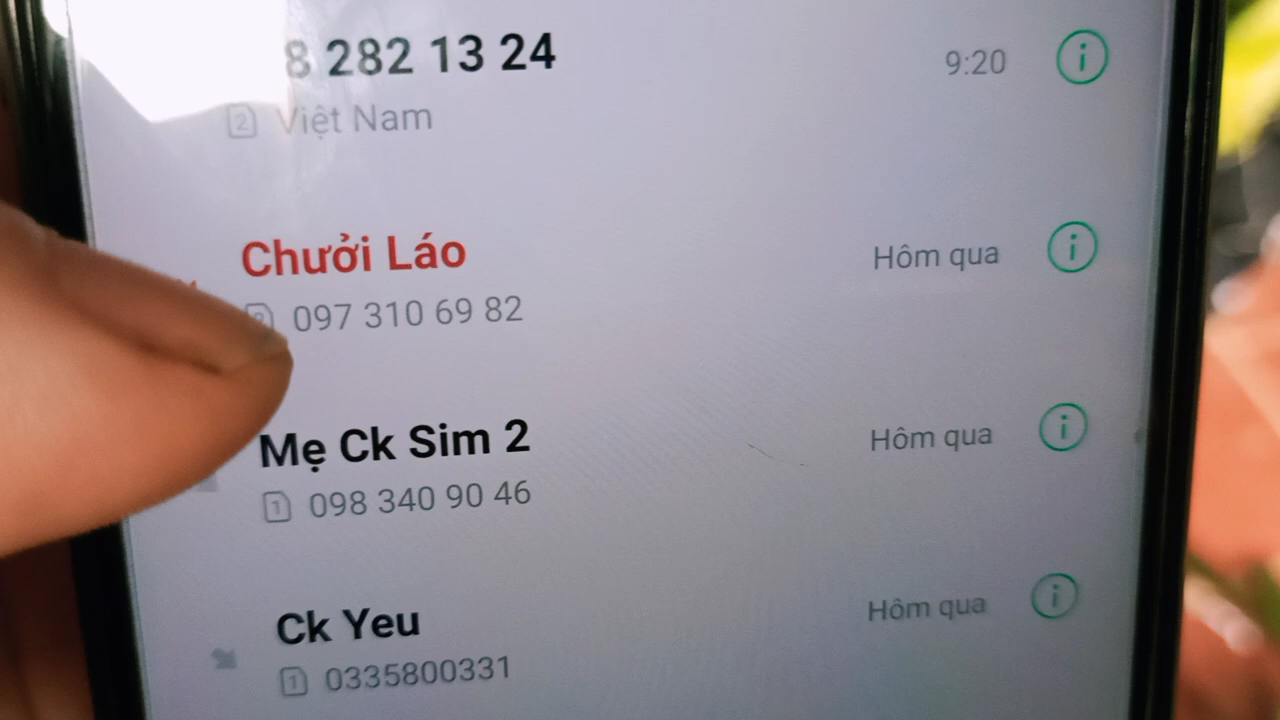 8 282 13 24
9:20
2 Việt Nam
Chưởi Láo
Hôm qua
097 310 69 82
Mẹ Ck Sim 2
Hôm qua
1 098 340 90 46
Ck Yeu
Hôm qua
1 0335800331